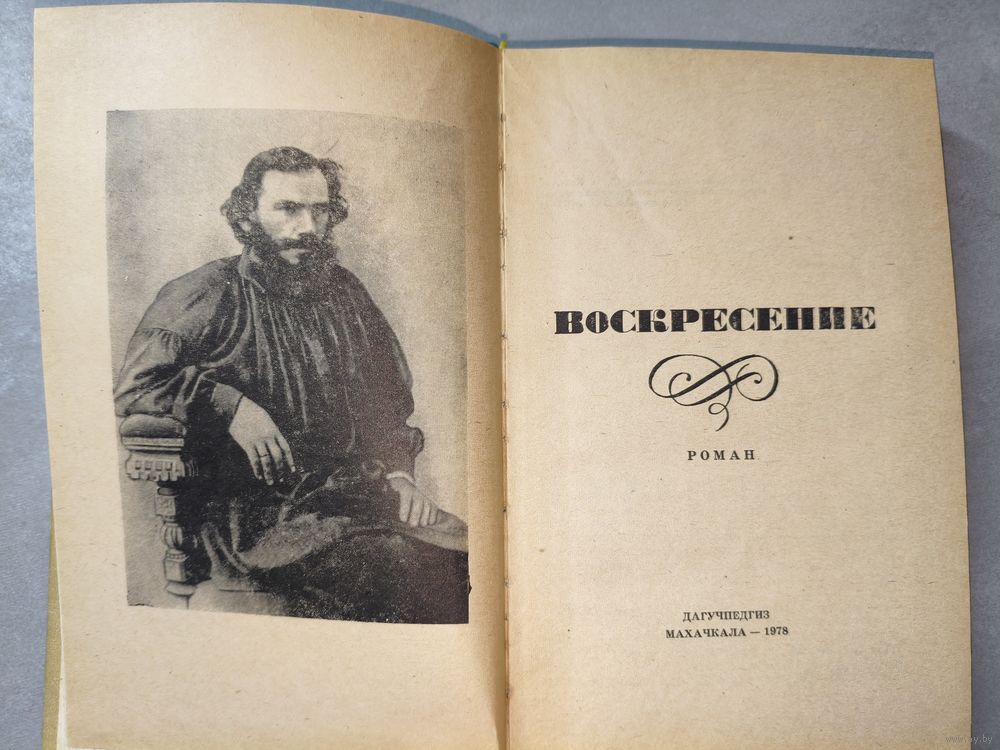 ВОСКРЕСЕНИЕ
РОМАН
ДАГУЧПЕДГИЗ
МАХАЧКАЛА — 1978